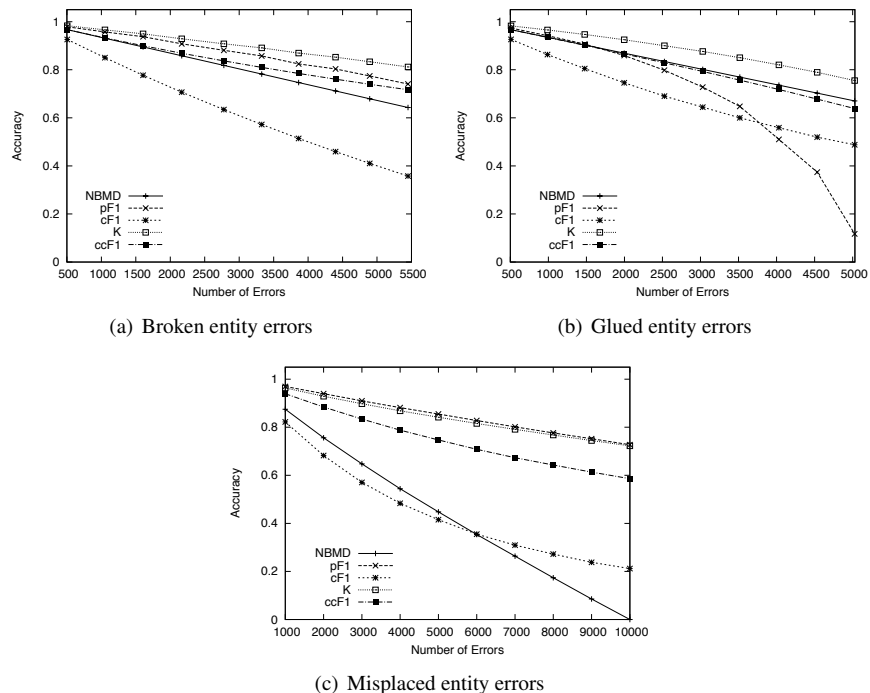 1
0.8
0.6
0.4
0.2
0
Accuracy
NBMD
pF1
cF1
K
ccF1
500 1000 1500 2000 2500 3000 3500 4000 4500 5000 5500
Number of Errors
(a) Broken entity errors
1
0.8
0.6
0.4
0.2
0
Accuracy
NBMD
pF1
cF1
K
ccF1
500 1000 1500 2000 2500 3000 3500 4000 4500 5000
Number of Errors
(b) Glued entity errors
1
0.8
0.6
0.4
0.2
0
Accuracy
NBMD
pF1
cF1
K
ccF1
1000 2000 3000 4000 5000 6000 7000 8000 9000 10000
Number of Errors
(c) Misplaced entity errors